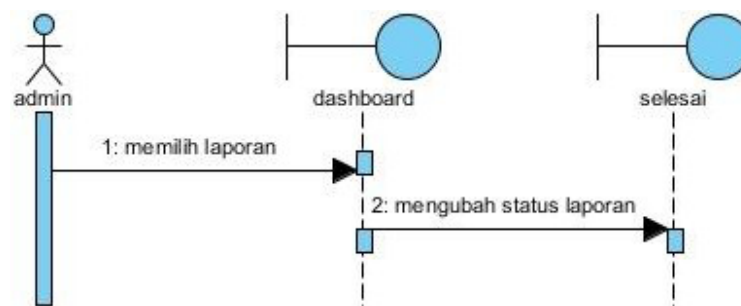 admin
dashboard
selesai
1: memilih laporan
2: mengubah status laporan